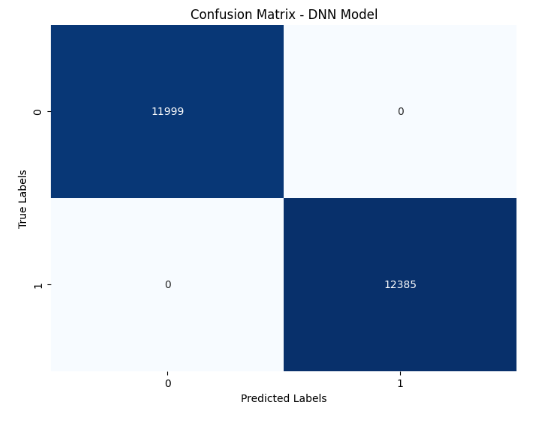 Confusion Matrix - DNN Model
True Labels
0
11999
0
1
0
12385
0
1
Predicted Labels